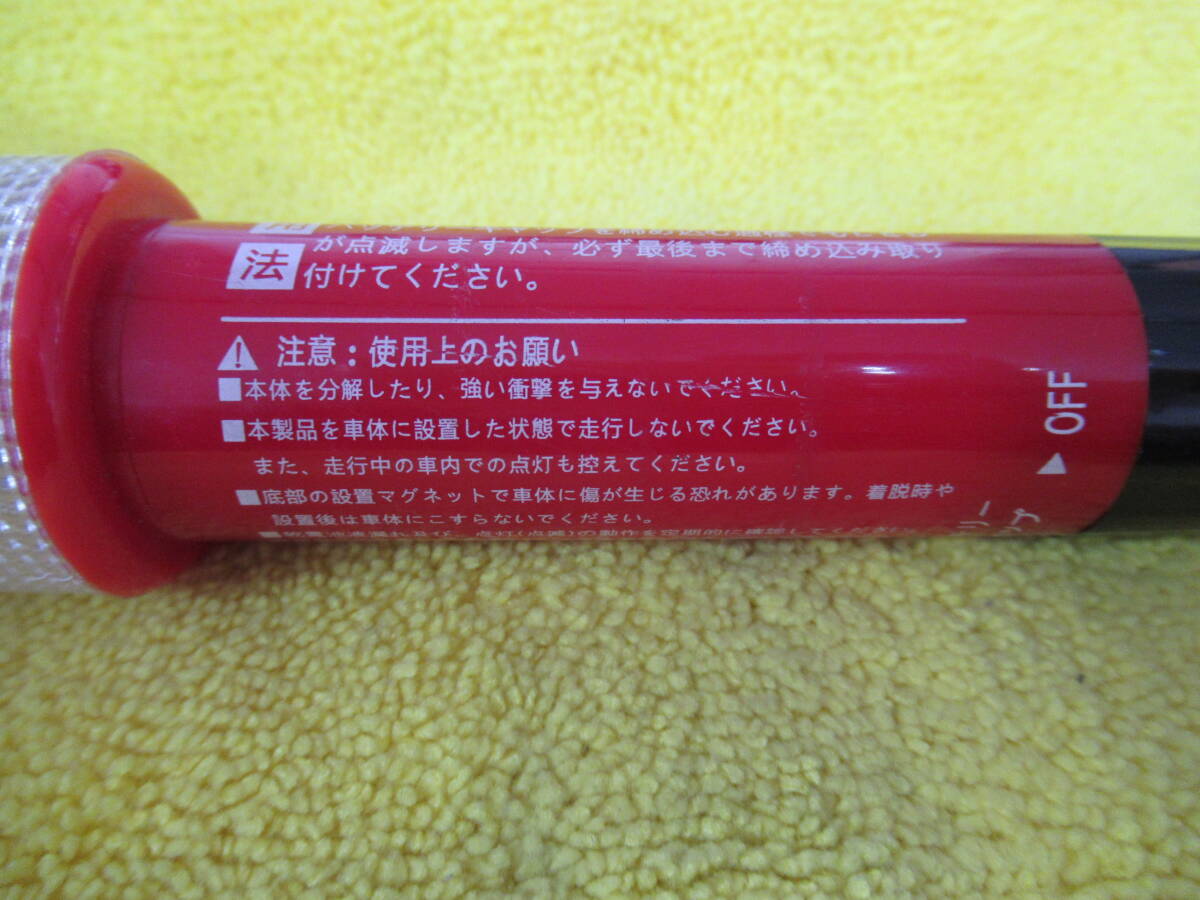 が点滅しますが、必ず最後まで締め込み取り
法 付けてください。
注意：使用上のお願い
■本体を分解したり、強い衝撃を与えないでください。
■本製品を車体に設置した状態で走行しないでください。
また、走行中の車内での点灯も控えてください。
■底部の設置マグネットで車体に傷が生じる恐れがあります。着脱時や
設置後は車体にこすらないでください。
▲ OFF